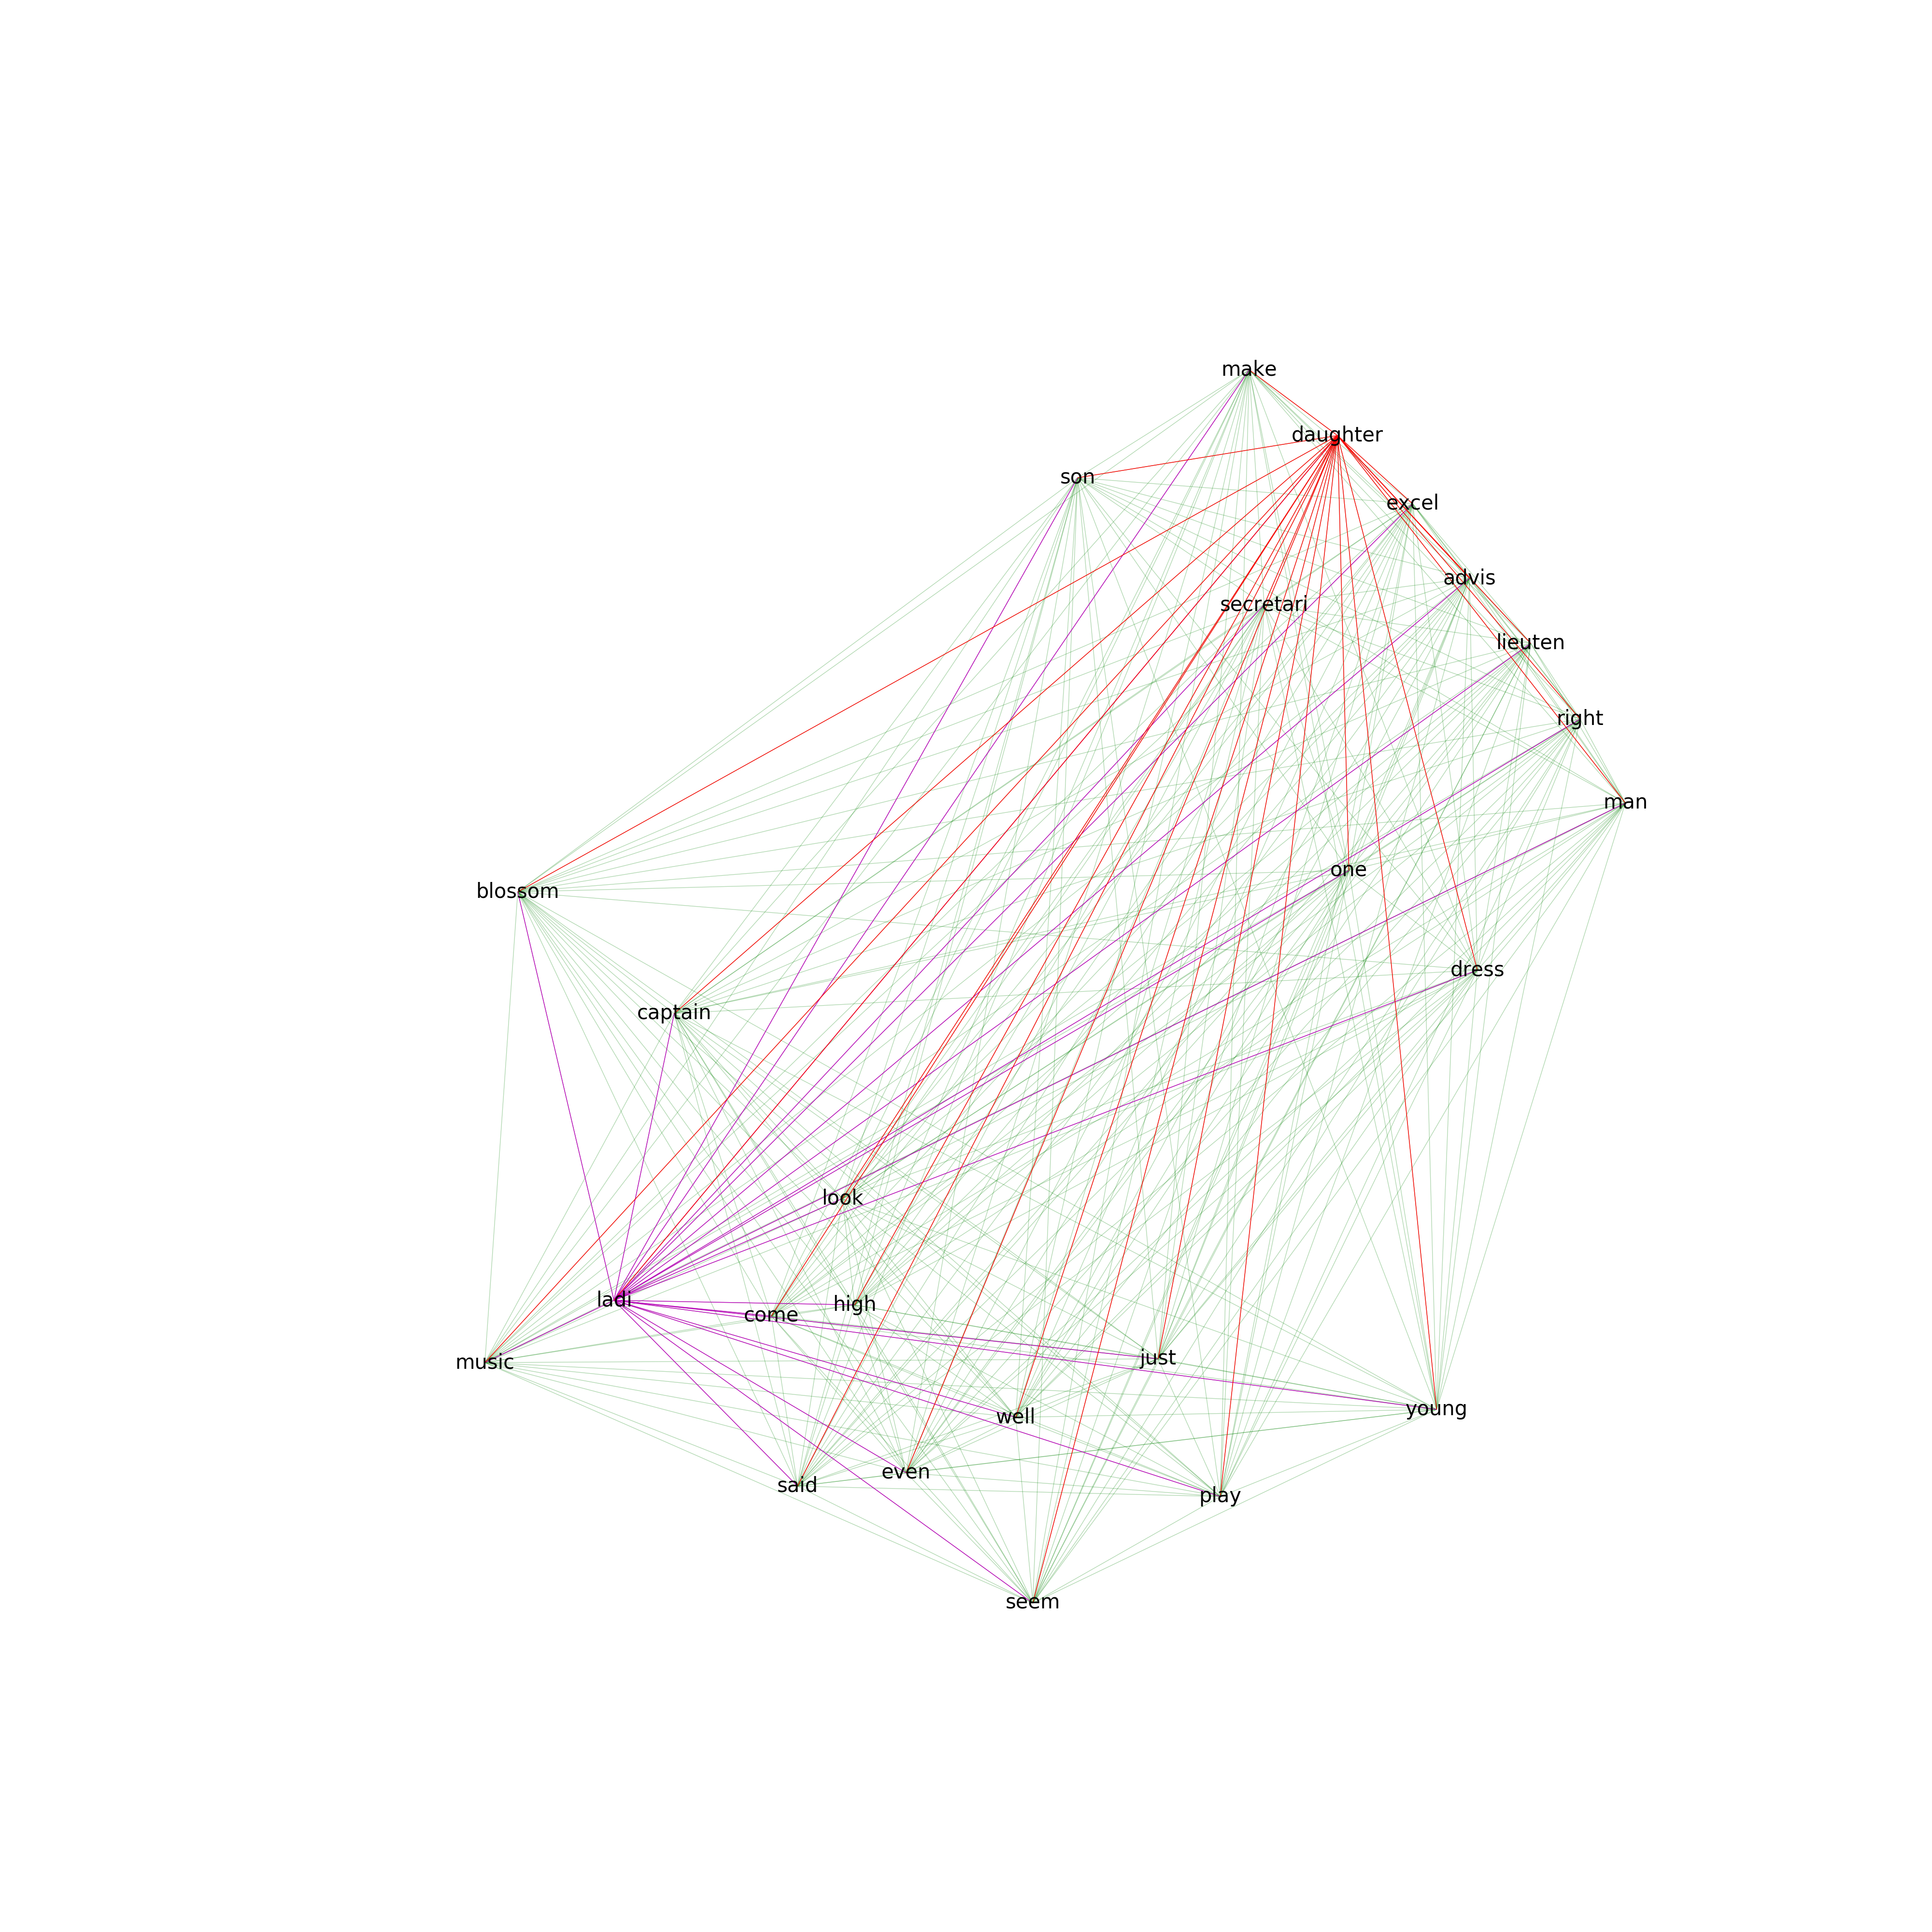 make
daughter
son
excel
advis
secretari
lieuten
right
man
one
blossom
dress
captain
look
ladi
high
come
just
music
young
well
even
said
play
seem